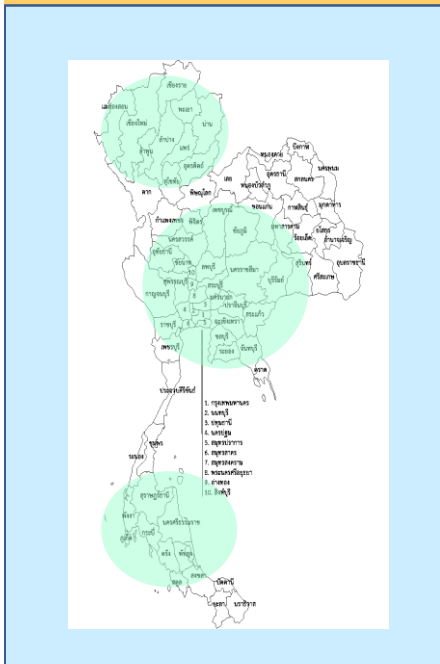 เชียงราย
แม่ฮ่องสอน
พะเยา
เชียงใหม่
น่าน
ลำปาง
ลำพูน
แพร่
อุตรดิตถ์
สุโขทัย
ตาก
พิษณุโลก
เลย
หนองคาย
บึงกาฬ
อุดรธานี
นครพนม
สกลนคร
หนองบัวลำภู
กำแพงเพชร
พิจิตร
เพชรบูรณ์
ขอนแก่น
กาฬสินธุ์
มุกดาหาร
มหาสารคาม
ร้อยเอ็ด
ยโสธร
อำนาจเจริญ
ชัยภูมิ
นครสวรรค์
อุทัยธานี
ชัยนาท
ลพบุรี
นครราชสีมา
บุรีรัมย์
สุรินทร์
ศรีสะเกษ
อุบลราชธานี
10
สุพรรณบุรี
9
สระบุรี
กาญจนบุรี
8
นครนายก
3
ปราจีนบุรี
4
2
1
สระแก้ว
ราชบุรี
6
5
ฉะเชิงเทรา
7
ชลบุรี
เพชรบุรี
ระยอง
จันทบุรี
ตราด
ประจวบคีรีขันธ์
1. กรุงเทพมหานคร
2. นนทบุรี
3. ปทุมธานี
4. นครปฐม
5. สมุทรปราการ
6. สมุทรสาคร
7. สมุทรสงคราม
8. พระนครศรีอยุธยา
9. อ่างทอง
10. สิงห์บุรี
ชุมพร
ระนอง
สุราษฎร์ธานี
พังงา
นครศรีธรรมราช
ภูเก็ต
กระบี่
ตรัง
พัทลุง
สงขลา
สตูล
ปัตตานี
ยะลา
นราธิวาส